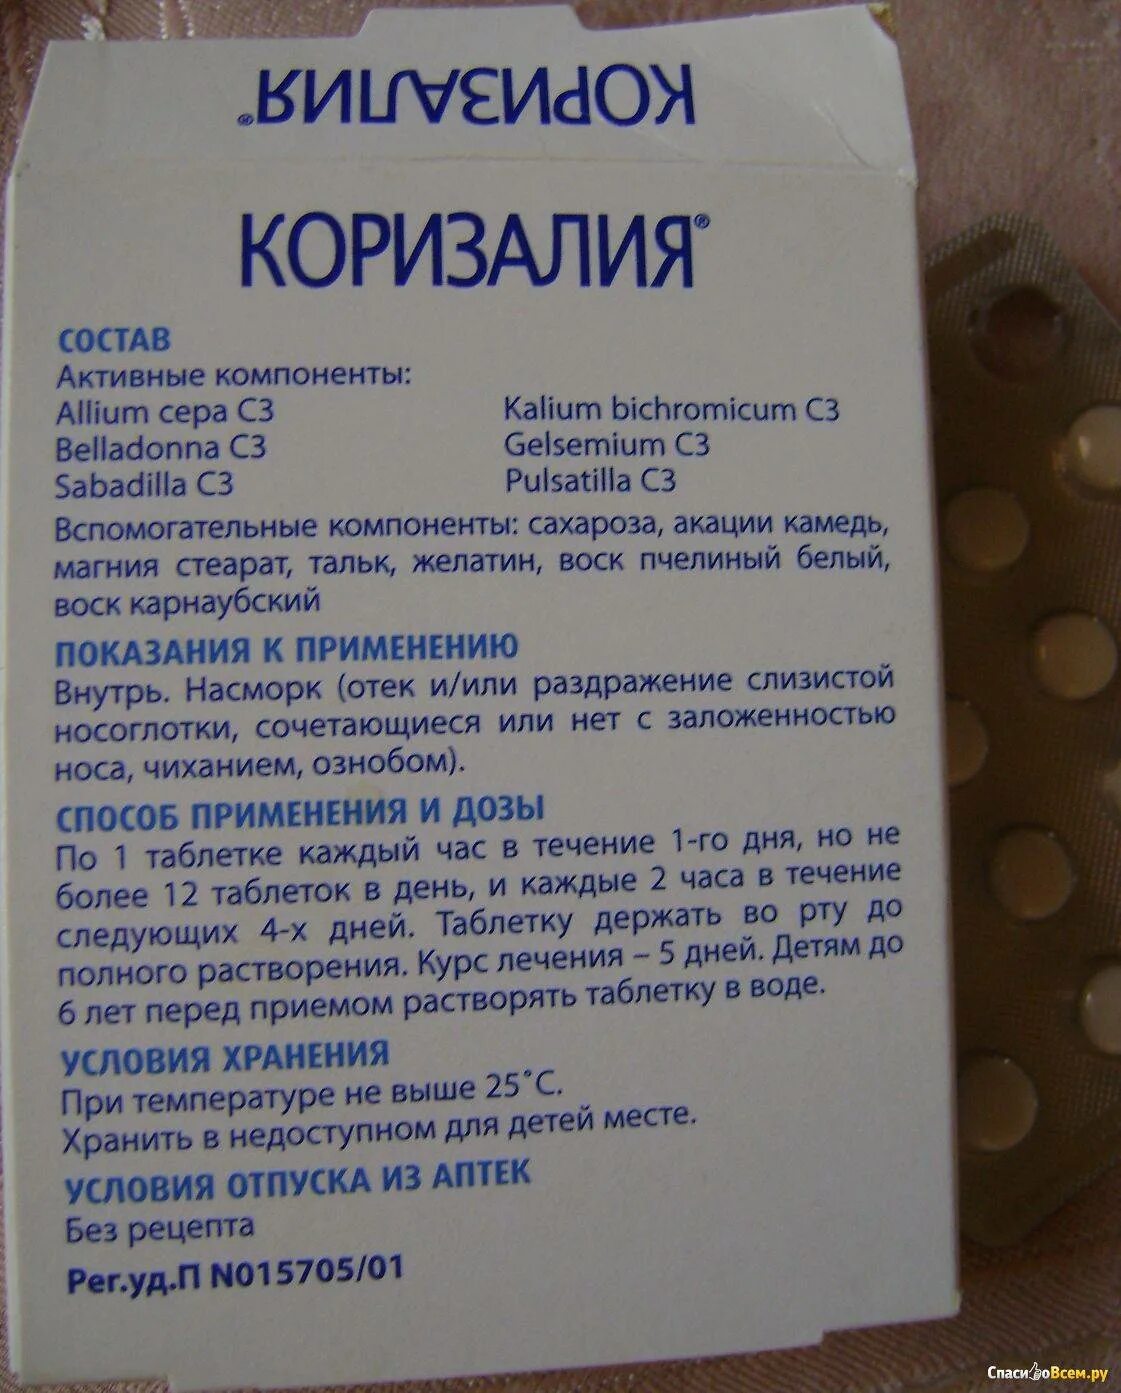 КОРИЗАЛИЯ®
КОРИЗАЛИЯ®
СОСТАВ
Активные компоненты:
Allium cepa C3 Kalium bichromicum C3
Belladonna C3 Gelsemium C3
Sabadilla C3 Pulsatilla C3
Вспомогательные компоненты: сахароза, акации камедь,
магния стеарат, тальк, желатин, воск пчелиный белый,
воск карнаубский
ПОКАЗАНИЯ К ПРИМЕНЕНИЮ
Внутрь. Насморк (отек и/или раздражение слизистой
носоглотки, сочетающиеся или нет с заложенностью
носа, чиханием, ознобом).
СПОСОБ ПРИМЕНЕНИЯ И ДОЗЫ
По 1 таблетке каждый час в течение 1-го дня, но не
более 12 таблеток в день, и каждые 2 часа в течение
следующих 4-х дней. Таблетку держать во рту до
полного растворения. Курс лечения – 5 дней. Детям до
6 лет перед приемом растворять таблетку в воде.
УСЛОВИЯ ХРАНЕНИЯ
При температуре не выше 25°С.
Хранить в недоступном для детей месте.
УСЛОВИЯ ОТПУСКА ИЗ АПТЕК
Без рецепта
Рег.уд.П N015705/01
СпасибоВсем.ру